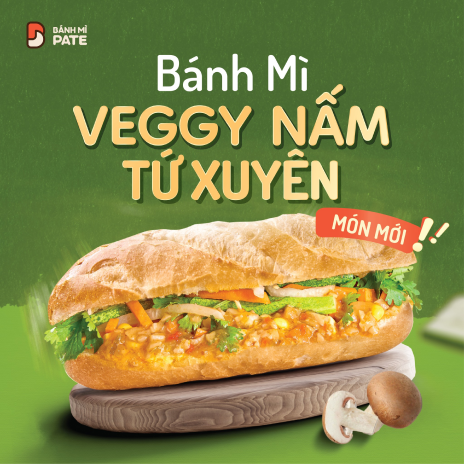 BÁNH MÌ
PATE
Bánh Mì
VEGGY NẤM
TỨ XUYÊN
MÓN MỚI